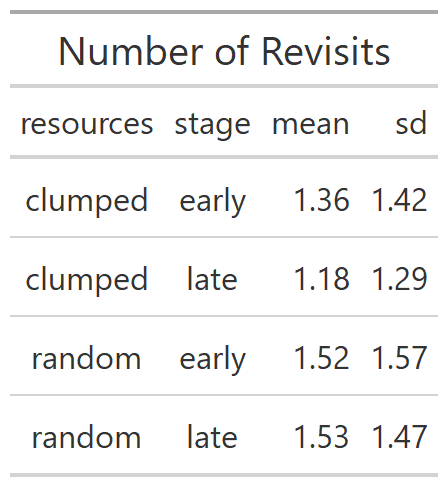 Number of Revisits
resources stage mean sd
clumped early 1.36 1.42
clumped late 1.18 1.29
random early 1.52 1.57
random late 1.53 1.47